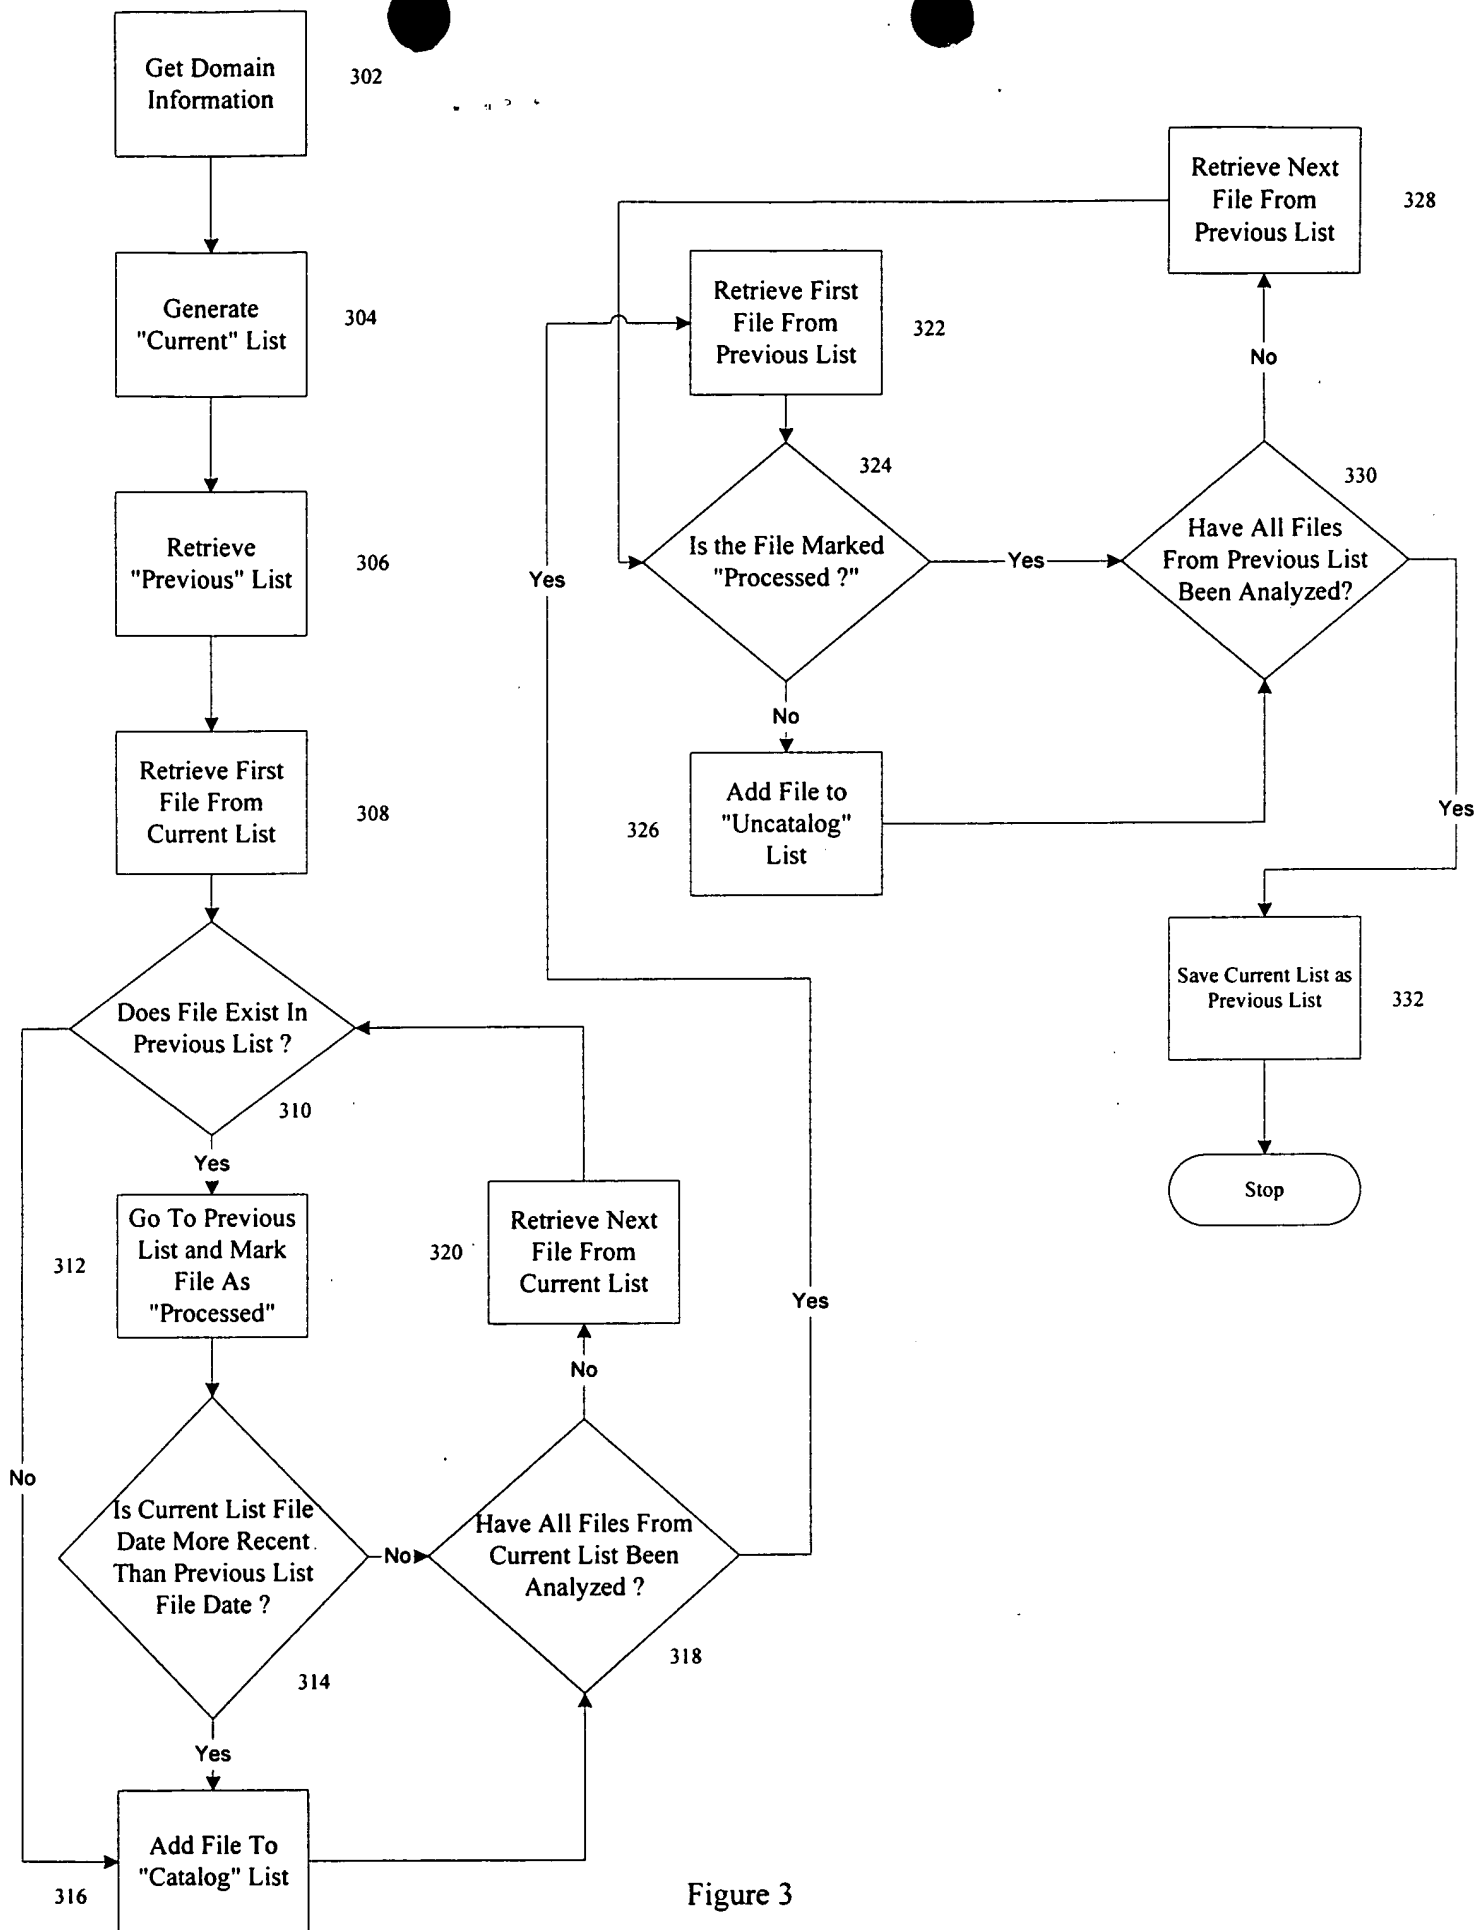 Get Domain
Information
302
Generate
"Current" List
304
Retrieve
"Previous" List
306
Retrieve First
File From
Current List
308
Does File Exist In
Previous List ?
310
Yes
No
Go To Previous
List and Mark
File As
"Processed"
312
Is Current List File
Date More Recent
Than Previous List
File Date ?
314
No
Yes
Add File To
"Catalog" List
316
Have All Files From
Current List Been
Analyzed ?
318
No
Retrieve Next
File From
Current List
320
Yes
Yes
Retrieve First
File From
Previous List
322
Is the File Marked
"Processed ?"
324
Yes
No
Add File to
"Uncatalog"
List
326
Retrieve Next
File From
Previous List
328
No
Have All Files
From Previous List
Been Analyzed?
330
Yes
Save Current List as
Previous List
332
Stop
Figure 3